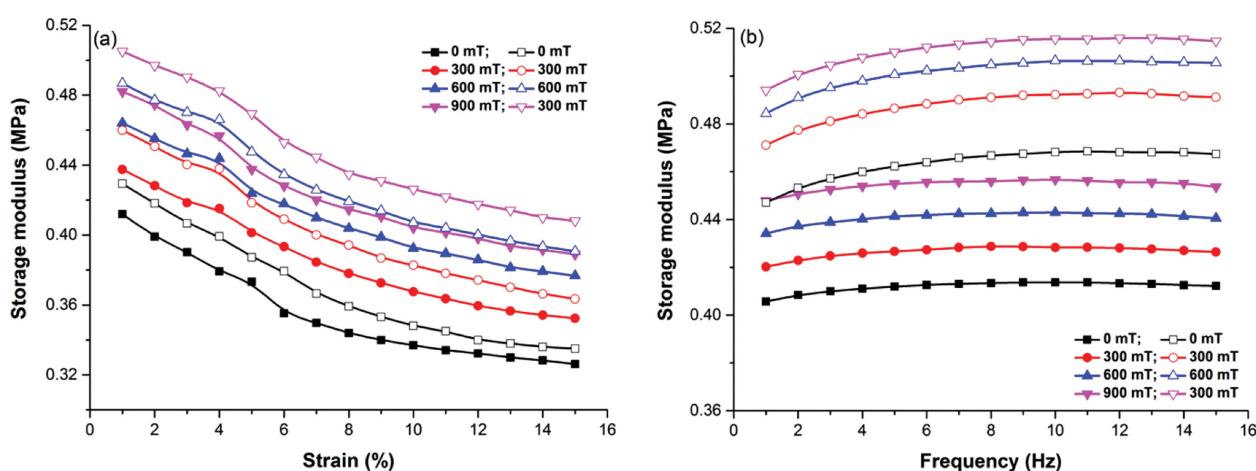 (a)
0 mT; 0 mT
300 mT; 300 mT
600 mT; 600 mT
900 mT; 300 mT
0.52
0.48
0.44
0.40
0.36
0.32
Storage modulus (MPa)
0 2 4 6 8 10 12 14 16
Strain (%)
(b)
0.52
0.48
0.44
0.40
0.36
Storage modulus (MPa)
0 mT; 0 mT
300 mT; 300 mT
600 mT; 600 mT
900 mT; 300 mT
0 2 4 6 8 10 12 14 16
Frequency (Hz)